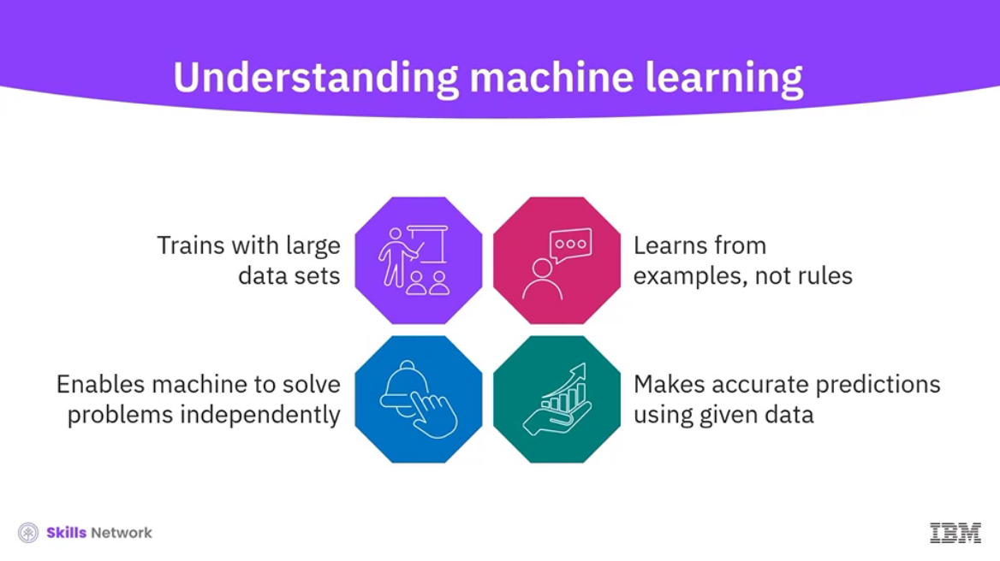 Understanding machine learning
Trains with large
data sets
Learns from
examples, not rules
Enables machine to solve
problems independently
Makes accurate predictions
using given data
Skills Network
IBM